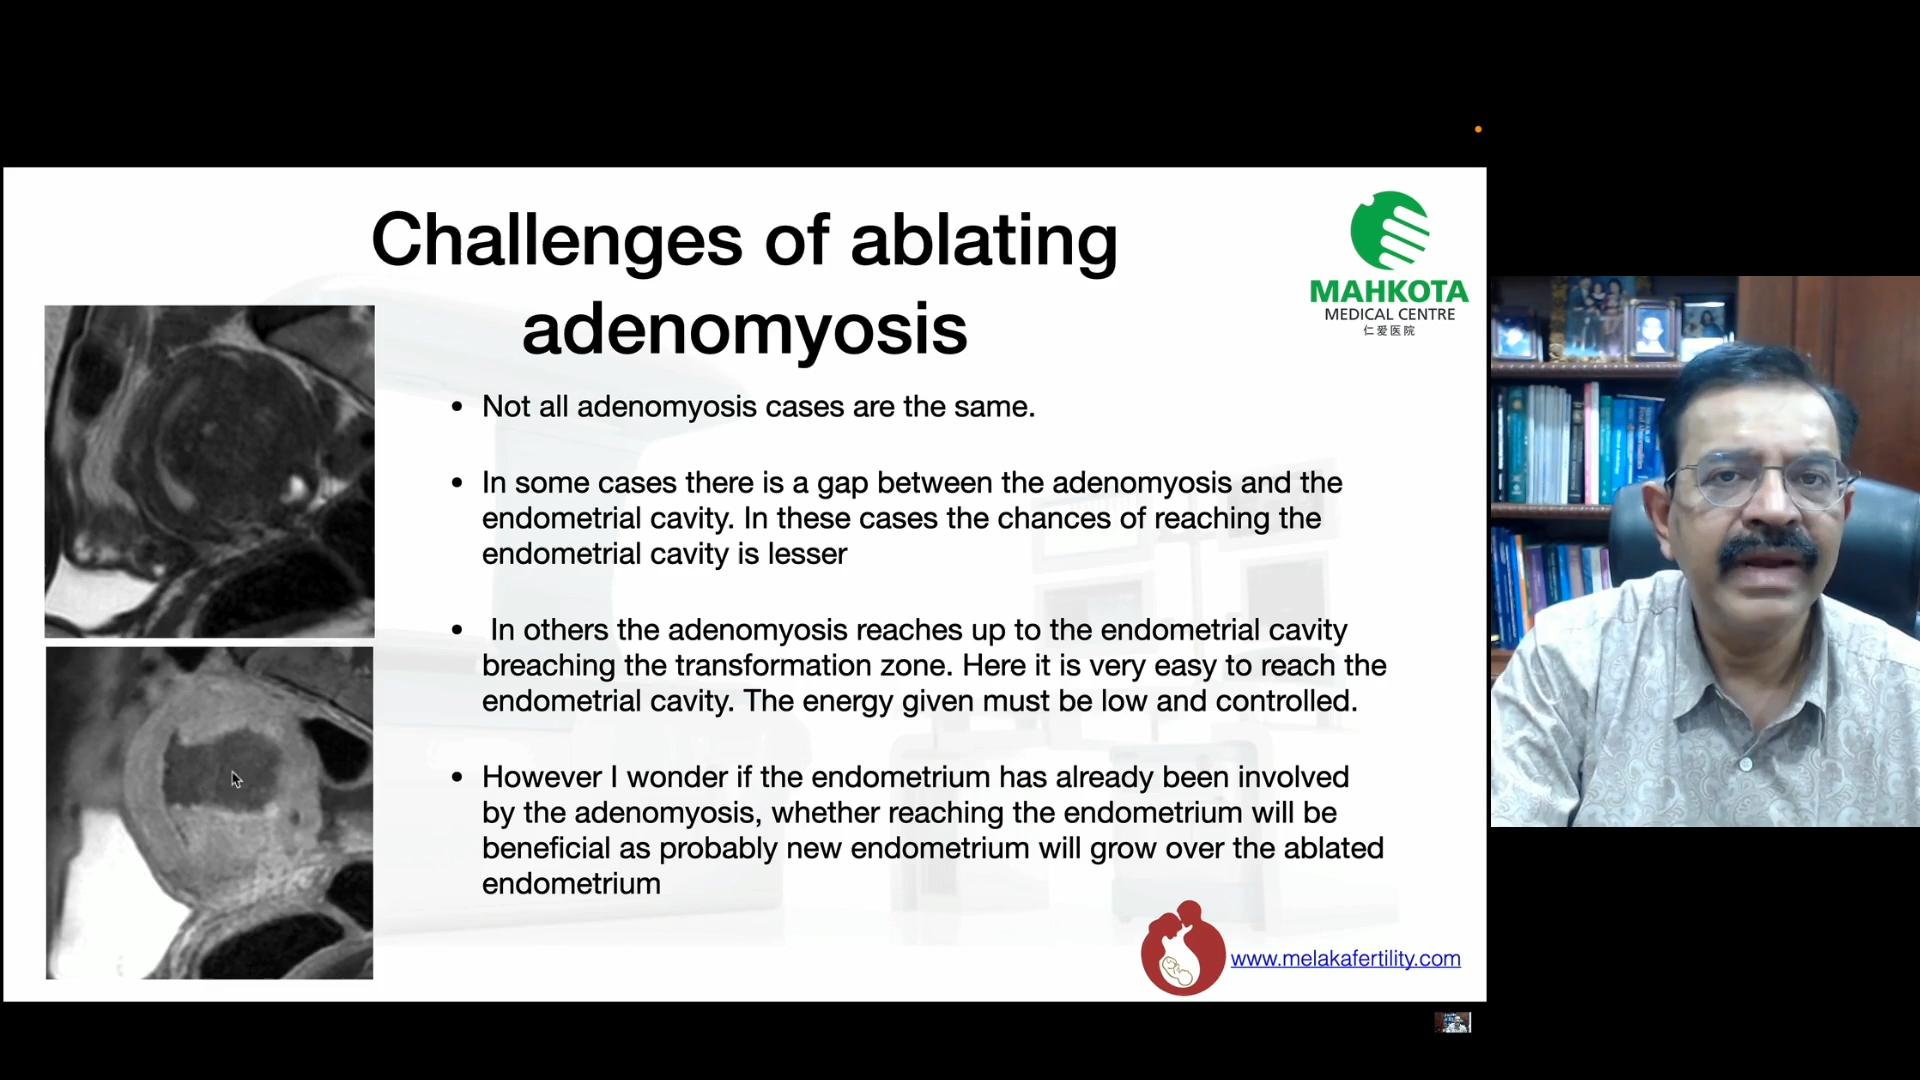 Challenges of ablating
adenomyosis
MAHKOTA
MEDICAL CENTRE
仁爱医院
• Not all adenomyosis cases are the same.
• In some cases there is a gap between the adenomyosis and the
endometrial cavity. In these cases the chances of reaching the
endometrial cavity is lesser
• In others the adenomyosis reaches up to the endometrial cavity
breaching the transformation zone. Here it is very easy to reach the
endometrial cavity. The energy given must be low and controlled.
• However I wonder if the endometrium has already been involved
by the adenomyosis, whether reaching the endometrium will be
beneficial as probably new endometrium will grow over the ablated
endometrium
www.melakafertility.com